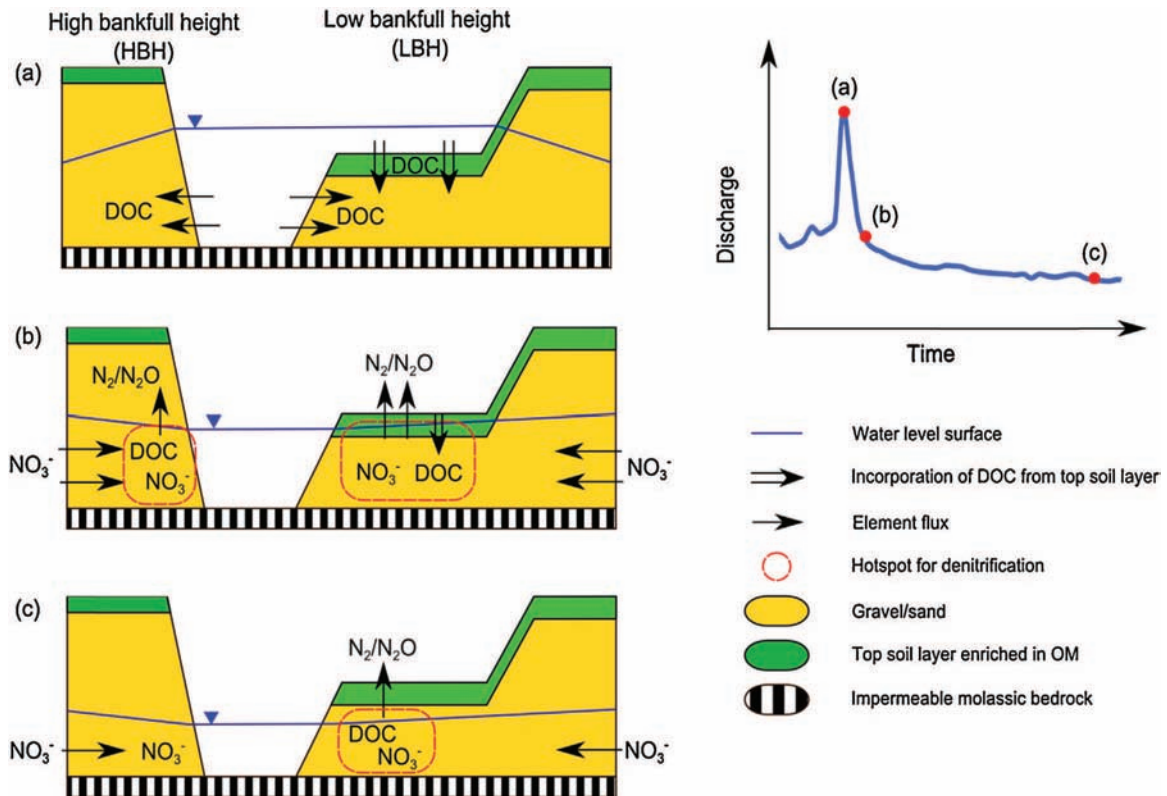 High bankfull height
(HBH)
Low bankfull height
(LBH)
(a)
DOC
DOC
DOC
(b)
N₂/N₂O
N₂/N₂O
NO₃⁻
DOC
NO₃⁻
NO₃⁻
DOC
NO₃⁻
(c)
N₂/N₂O
NO₃⁻
NO₃⁻
DOC
NO₃⁻
NO₃⁻
Discharge
(a)
(b)
(c)
Time
Water level surface
Incorporation of DOC from top soil layer
Element flux
Hotspot for denitrification
Gravel/sand
Top soil layer enriched in OM
Impermeable molassic bedrock